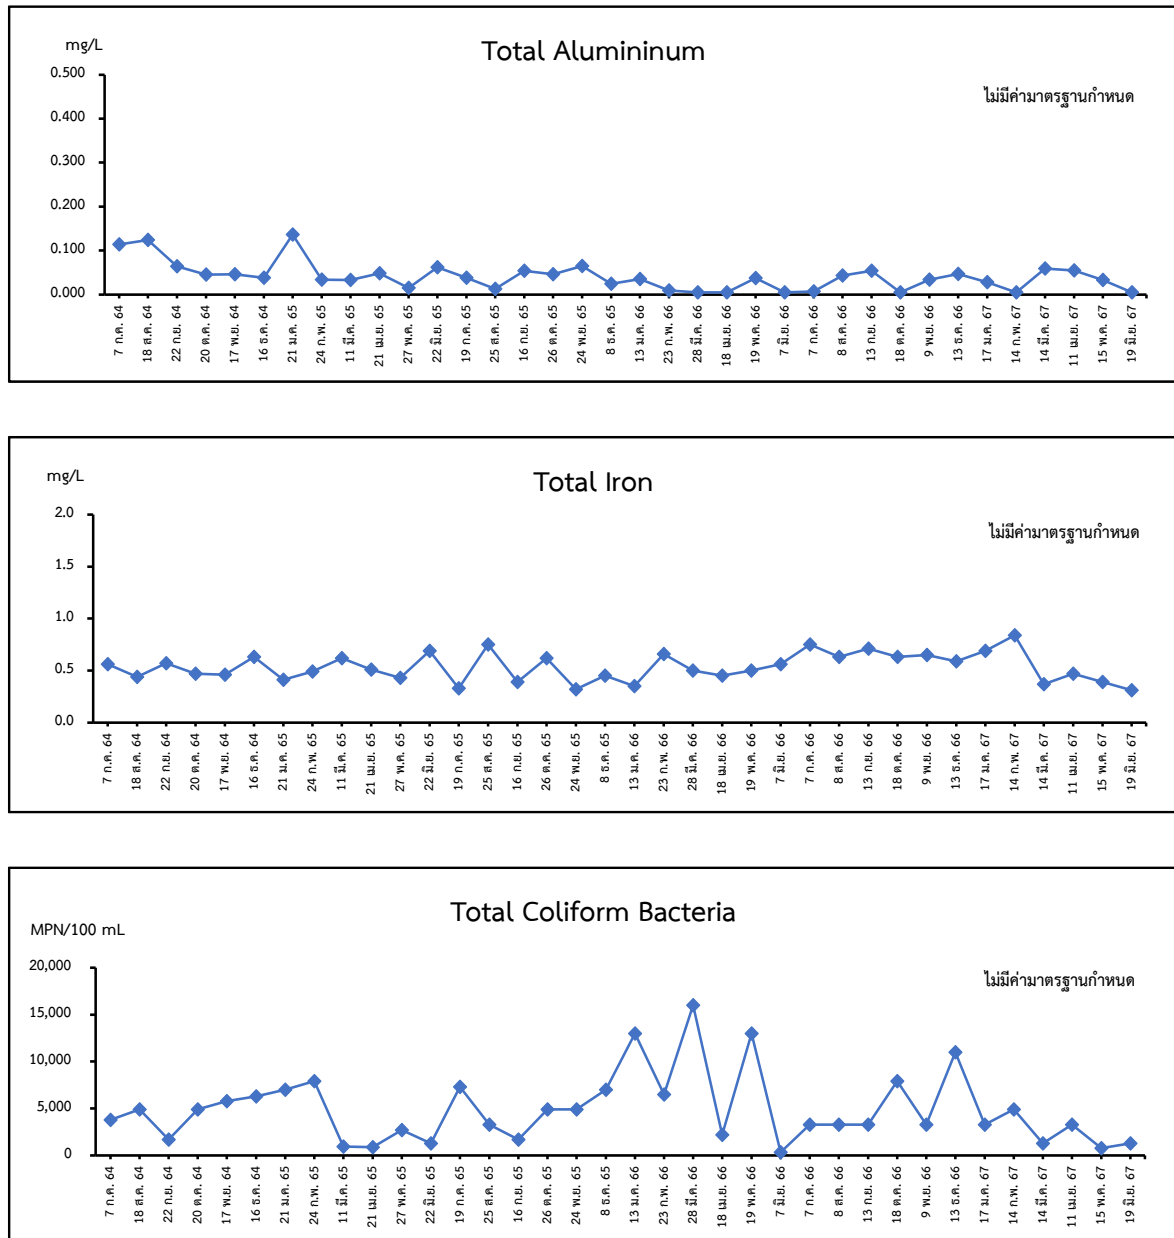 mg/L
Total Alumininum
0.500
ไม่มีค่ามาตรฐานกำหนด
0.400
0.300
0.200
0.100
0.000
7 ก.ค. 64
18 ส.ค. 64
22 ก.ย. 64
20 ต.ค. 64
17 พ.ย. 64
16 ธ.ค. 64
21 ม.ค. 65
24 ก.พ. 65
11 มี.ค. 65
21 เม.ย. 65
27 พ.ค. 65
22 มิ.ย. 65
19 ก.ค. 65
25 ส.ค. 65
16 ก.ย. 65
26 ต.ค. 65
24 พ.ย. 65
8 ธ.ค. 65
13 ม.ค. 66
23 ก.พ. 66
28 มี.ค. 66
18 เม.ย. 66
19 พ.ค. 66
7 มิ.ย. 66
7 ก.ค. 66
8 ส.ค. 66
13 ก.ย. 66
18 ต.ค. 66
9 พ.ย. 66
13 ธ.ค. 66
17 ม.ค. 67
14 ก.พ. 67
14 มี.ค. 67
11 เม.ย. 67
15 พ.ค. 67
19 มิ.ย. 67
mg/L
Total Iron
2.0
ไม่มีค่ามาตรฐานกำหนด
1.5
1.0
0.5
0.0
7 ก.ค. 64
18 ส.ค. 64
22 ก.ย. 64
20 ต.ค. 64
17 พ.ย. 64
16 ธ.ค. 64
21 ม.ค. 65
24 ก.พ. 65
11 มี.ค. 65
21 เม.ย. 65
27 พ.ค. 65
22 มิ.ย. 65
19 ก.ค. 65
25 ส.ค. 65
16 ก.ย. 65
26 ต.ค. 65
24 พ.ย. 65
8 ธ.ค. 65
13 ม.ค. 66
23 ก.พ. 66
28 มี.ค. 66
18 เม.ย. 66
19 พ.ค. 66
7 มิ.ย. 66
7 ก.ค. 66
8 ส.ค. 66
13 ก.ย. 66
18 ต.ค. 66
9 พ.ย. 66
13 ธ.ค. 66
17 ม.ค. 67
14 ก.พ. 67
14 มี.ค. 67
11 เม.ย. 67
15 พ.ค. 67
19 มิ.ย. 67
Total Coliform Bacteria
MPN/100 mL
20,000
ไม่มีค่ามาตรฐานกำหนด
15,000
10,000
5,000
0
7 ก.ค. 64
18 ส.ค. 64
22 ก.ย. 64
20 ต.ค. 64
17 พ.ย. 64
16 ธ.ค. 64
21 ม.ค. 65
24 ก.พ. 65
11 มี.ค. 65
21 เม.ย. 65
27 พ.ค. 65
22 มิ.ย. 65
19 ก.ค. 65
25 ส.ค. 65
16 ก.ย. 65
26 ต.ค. 65
24 พ.ย. 65
8 ธ.ค. 65
13 ม.ค. 66
23 ก.พ. 66
28 มี.ค. 66
18 เม.ย. 66
19 พ.ค. 66
7 มิ.ย. 66
7 ก.ค. 66
8 ส.ค. 66
13 ก.ย. 66
18 ต.ค. 66
9 พ.ย. 66
13 ธ.ค. 66
17 ม.ค. 67
14 ก.พ. 67
14 มี.ค. 67
11 เม.ย. 67
15 พ.ค. 67
19 มิ.ย. 67